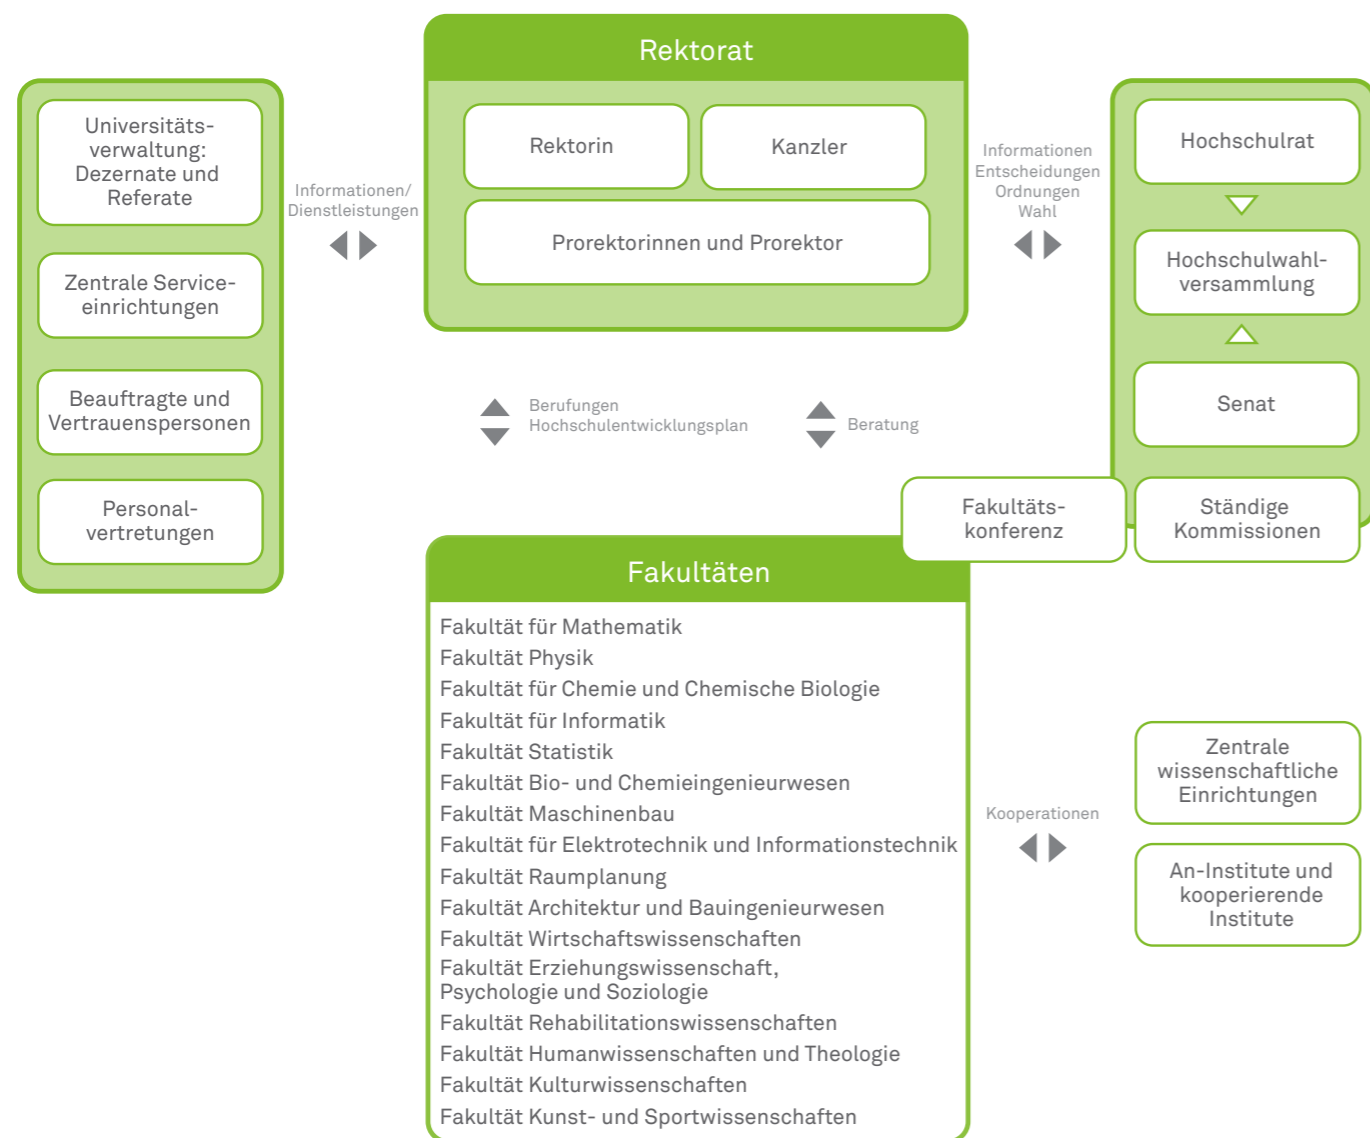 Rektorat
Rektorin
Kanzler
Prorektorinnen und Prorektor
Universitäts-
verwaltung:
Dezernate und
Referate
Zentrale Service-
einrichtungen
Beauftragte und
Vertrauenspersonen
Personal-
vertretungen
Informationen/
Dienstleistungen
Informationen
Entscheidungen
Ordnungen
Wahl
Hochschulrat
Hochschulwahl-
versammlung
Senat
Ständige
Kommissionen
Fakultäts-
konferenz
Berufungen
Hochschulentwicklungsplan
Beratung
Fakultäten
Fakultät für Mathematik
Fakultät Physik
Fakultät für Chemie und Chemische Biologie
Fakultät für Informatik
Fakultät Statistik
Fakultät Bio- und Chemieingenieurwesen
Fakultät Maschinenbau
Fakultät für Elektrotechnik und Informationstechnik
Fakultät Raumplanung
Fakultät Architektur und Bauingenieurwesen
Fakultät Wirtschaftswissenschaften
Fakultät Erziehungswissenschaft,
Psychologie und Soziologie
Fakultät Rehabilitationswissenschaften
Fakultät Humanwissenschaften und Theologie
Fakultät Kulturwissenschaften
Fakultät Kunst- und Sportwissenschaften
Kooperationen
Zentrale
wissenschaftliche
Einrichtungen
An-Institute und
kooperierende
Institute